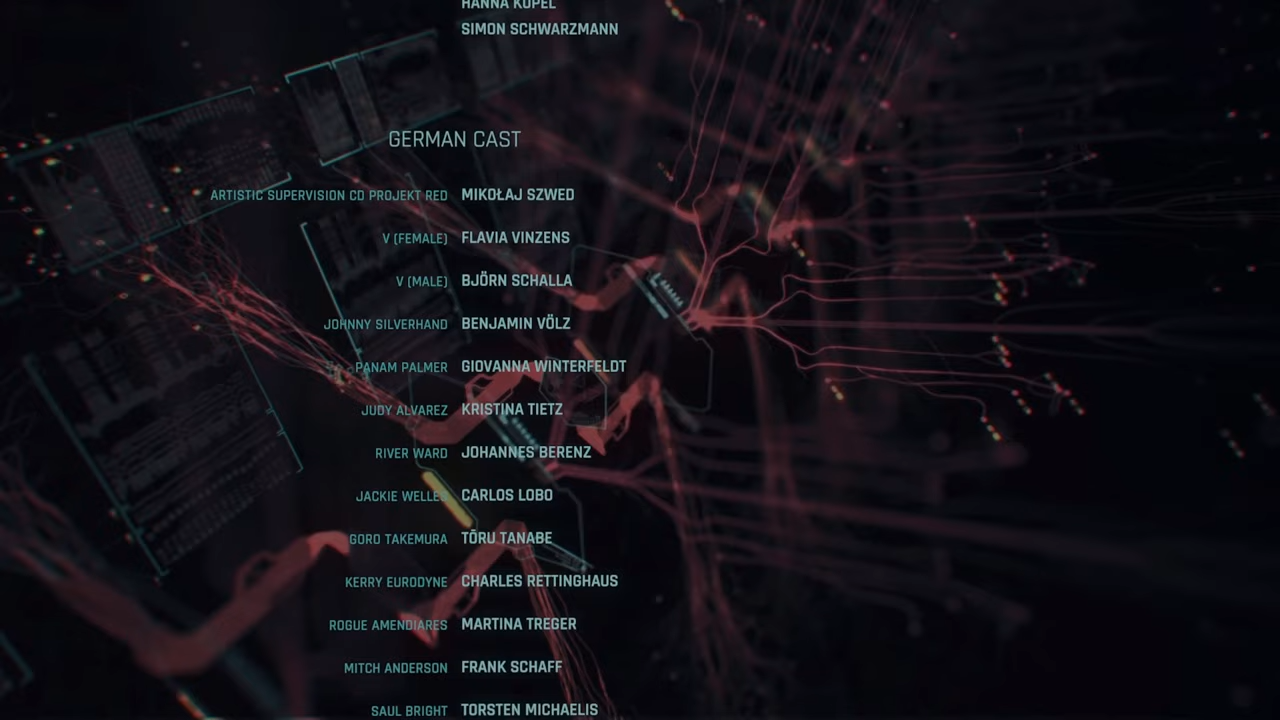 HANNA KOPEL
SIMON SCHWARZMANN
GERMAN CAST
ARTISTIC SUPERVISION CD PROJEKT RED MIKOŁAJ SZWED
V (FEMALE) FLAVIA VINZENS
V (MALE) BJÖRN SCHALLA
JOHNNY SILVERHAND BENJAMIN VÖLZ
PANAM PALMER GIOVANNA WINTERFELDT
JUDY ALVAREZ KRISTINA TIETZ
RIVER WARD JOHANNES BERENZ
JACKIE WELLES CARLOS LOBO
GORO TAKEMURA TŌRU TANABE
KERRY EURODYNE CHARLES RETTINGHAUS
ROGUE AMENDIARES MARTINA TREGER
MITCH ANDERSON FRANK SCHAFF
SAUL BRIGHT TORSTEN MICHAELIS